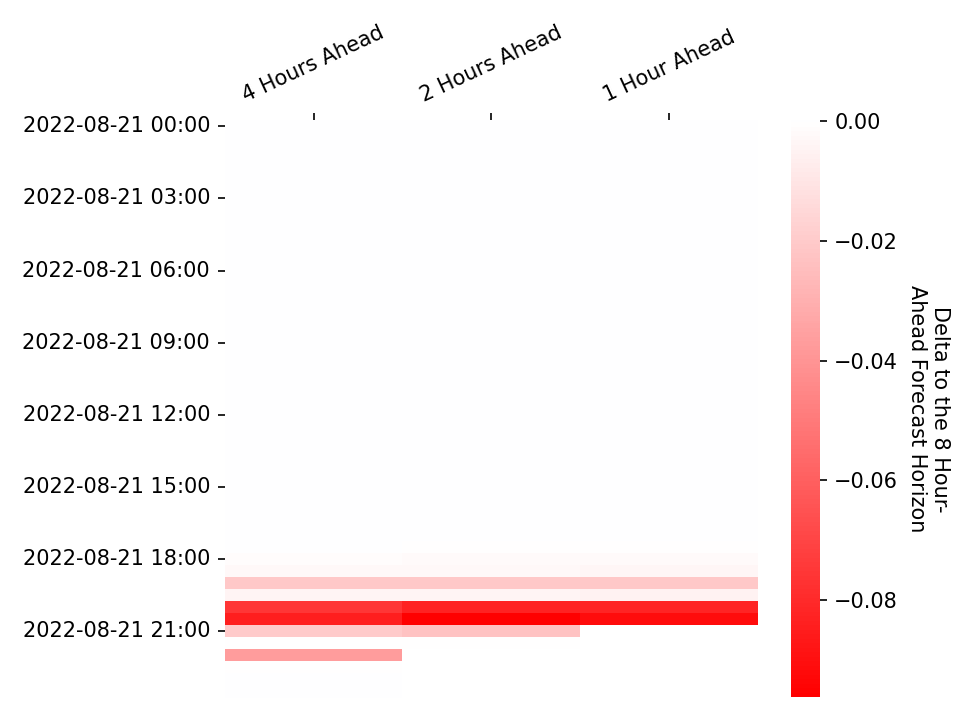 4 Hours Ahead
2 Hours Ahead
1 Hour Ahead
2022-08-21 00:00
2022-08-21 03:00
2022-08-21 06:00
2022-08-21 09:00
2022-08-21 12:00
2022-08-21 15:00
2022-08-21 18:00
2022-08-21 21:00
0.00
−0.02
−0.04
−0.06
−0.08
Delta to the 8 Hour-
Ahead Forecast Horizon